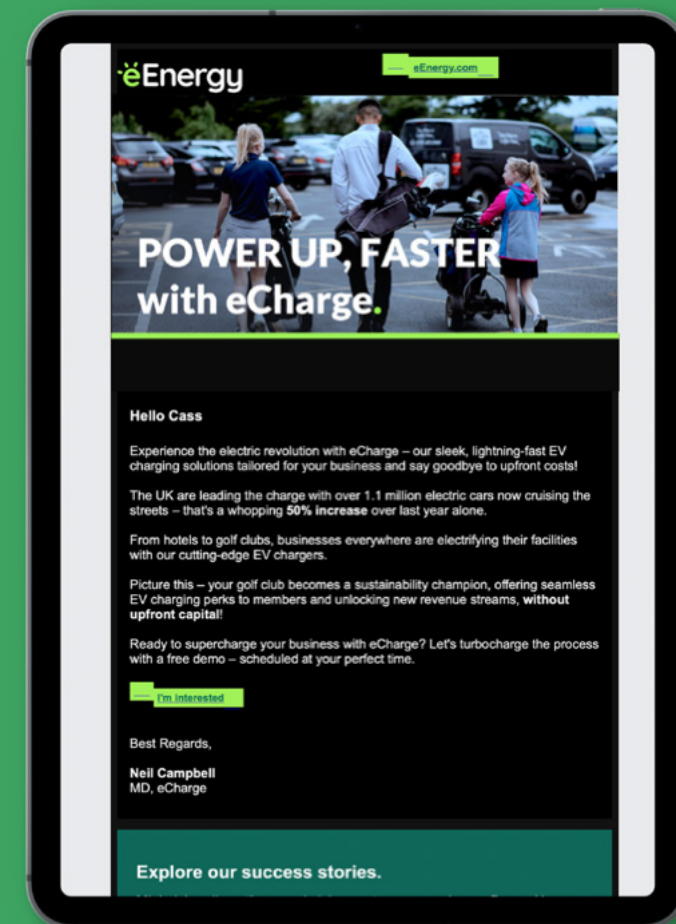 ëEnergy
eEnergy.com
POWER UP, FASTER
with eCharge.
Hello Cass
Experience the electric revolution with eCharge – our sleek, lightning-fast EV
charging solutions tailored for your business and say goodbye to upfront costs!
The UK are leading the charge with over 1.1 million electric cars now cruising the
streets – that's a whopping 50% increase over last year alone.
From hotels to golf clubs, businesses everywhere are electrifying their facilities
with our cutting-edge EV chargers.
Picture this – your golf club becomes a sustainability champion, offering seamless
EV charging perks to members and unlocking new revenue streams, without
upfront capital!
Ready to supercharge your business with eCharge? Let's turbocharge the process
with a free demo – scheduled at your perfect time.
I'm interested
Best Regards,
Neil Campbell
MD, eCharge
Explore our success stories.